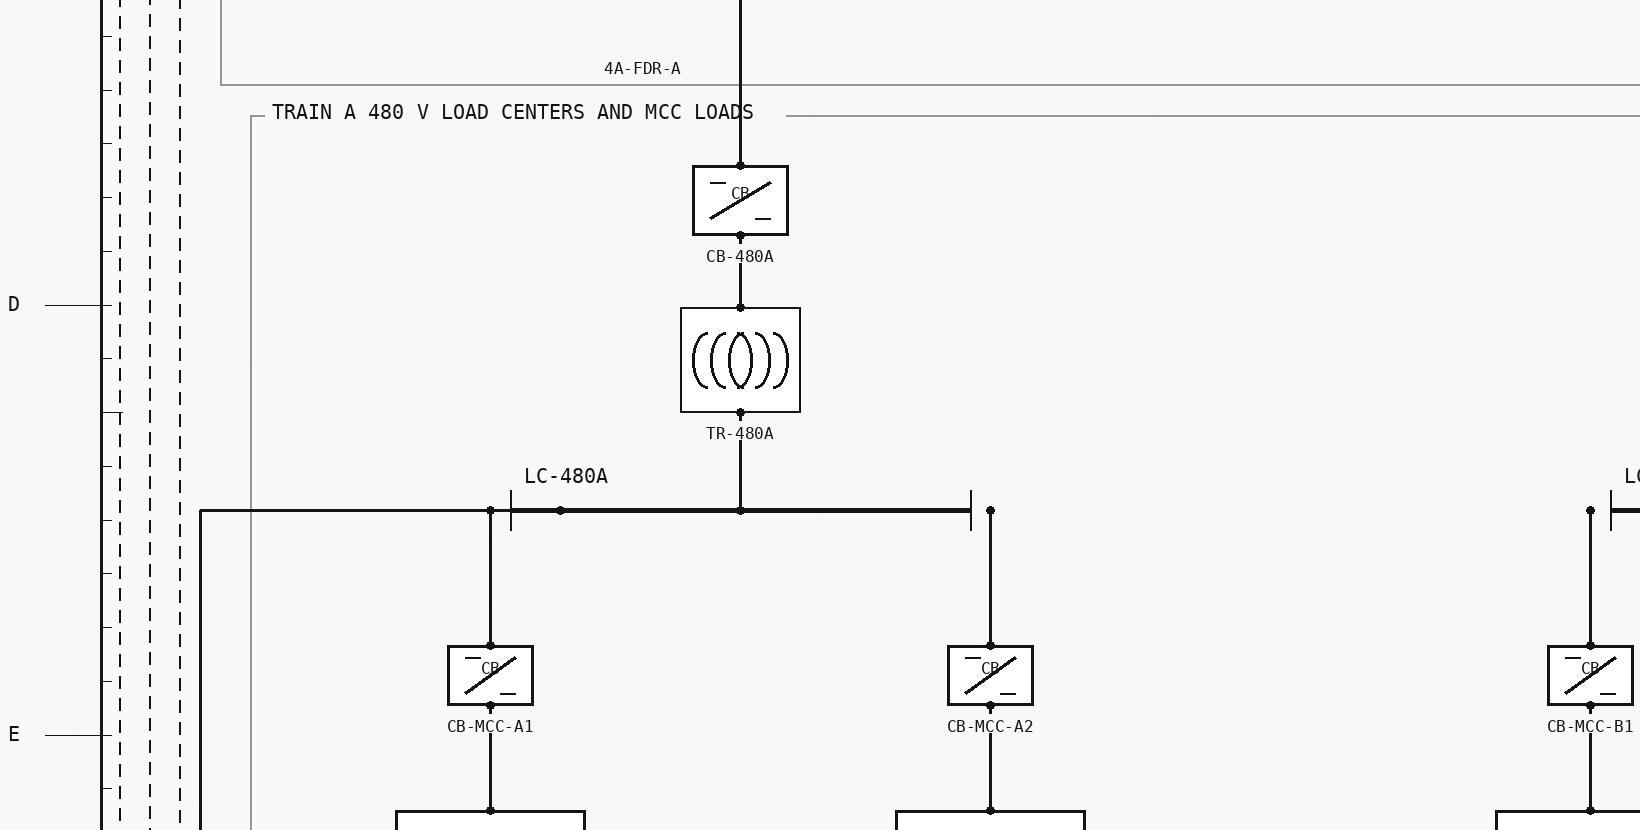 4A-FDR-A
TRAIN A 480 V LOAD CENTERS AND MCC LOADS
CB
CB-480A
D
TR-480A
LC-480A
CB
CB
CB
CB-MCC-A1
CB-MCC-A2
CB-MCC-B1
E